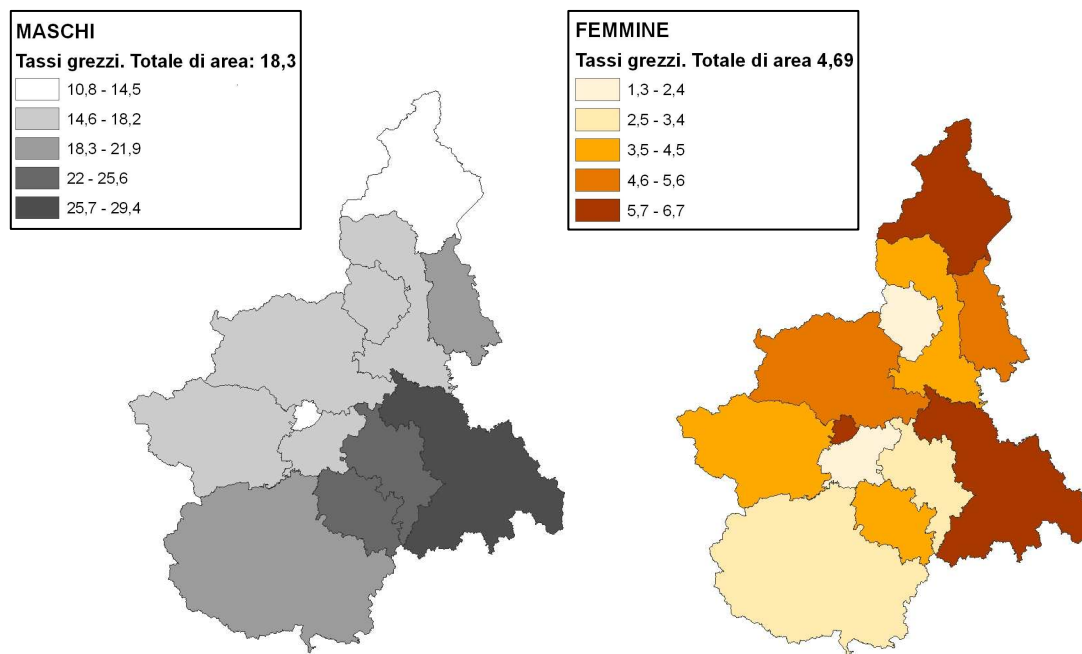 MASCHI
Tassi grezzi. Totale di area: 18,3
10,8 - 14,5
14,6 - 18,2
18,3 - 21,9
22 - 25,6
25,7 - 29,4
FEMMINE
Tassi grezzi. Totale di area 4,69
1,3 - 2,4
2,5 - 3,4
3,5 - 4,5
4,6 - 5,6
5,7 - 6,7